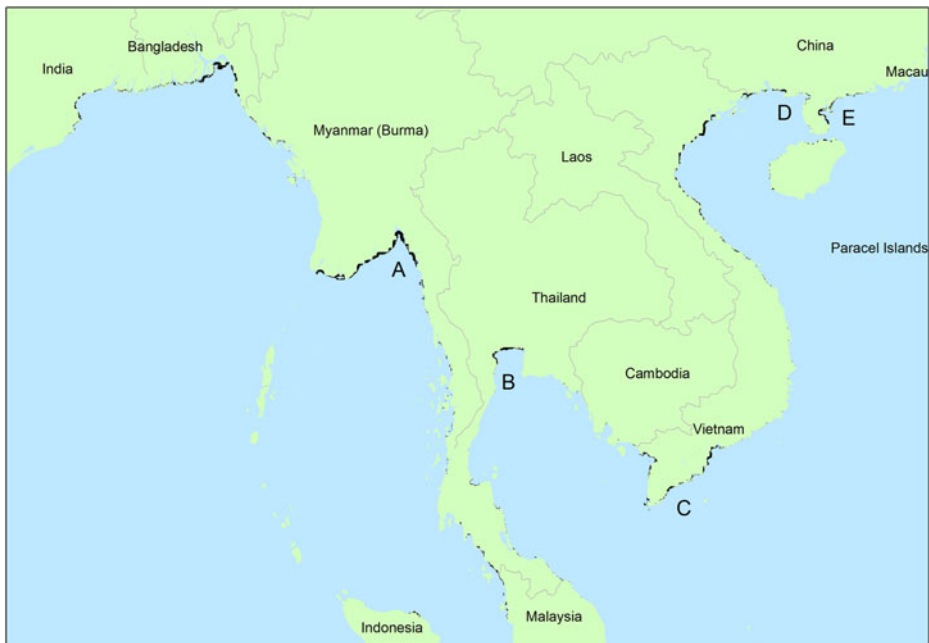 Bangladesh
China
India
Macau
D
E
Myanmar (Burma)
Laos
Paracel Islands
A
Thailand
B
Cambodia
Vietnam
C
Malaysia
Indonesia